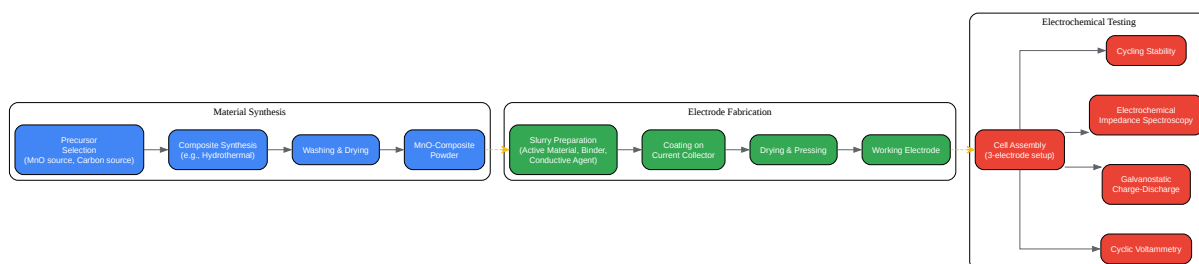 Material Synthesis
Precursor
Selection
(MnO source, Carbon source)
Composite Synthesis
(e.g., Hydrothermal)
Washing & Drying
MnO-Composite
Powder
Electrode Fabrication
Slurry Preparation
(Active Material, Binder,
Conductive Agent)
Coating on
Current Collector
Drying & Pressing
Working Electrode
Electrochemical Testing
Cell Assembly
(3-electrode setup)
Cycling Stability
Electrochemical
Impedance Spectroscopy
Galvanostatic
Charge-Discharge
Cyclic Voltammetry